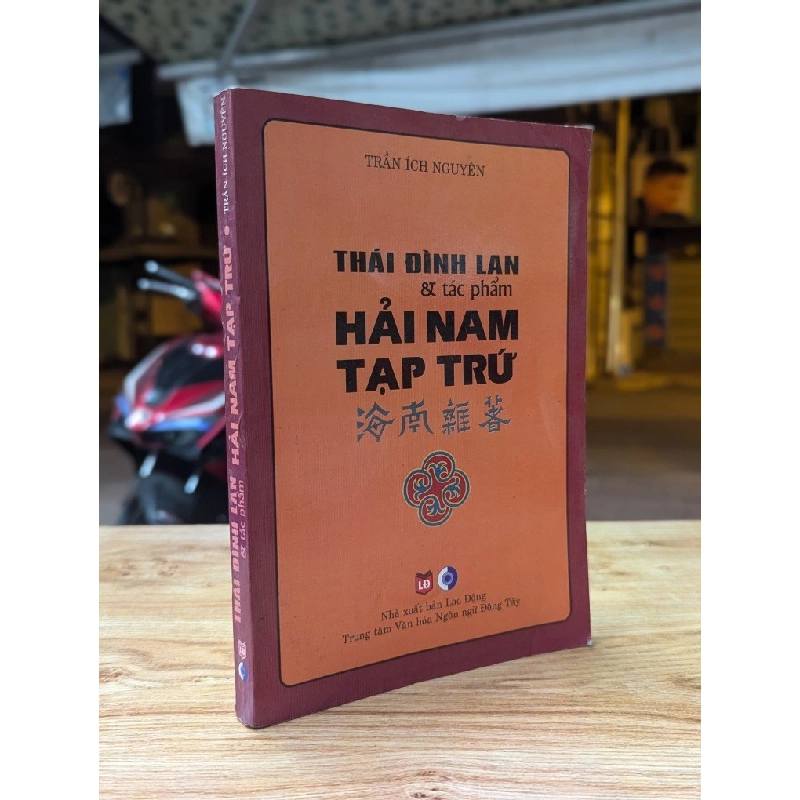 TRẦN ÍCH NGUYÊN
THÁI ĐÌNH LAN
& tác phẩm
HẢI NAM
TẠP TRỨ
海南雜著
LĐ
Nhà xuất bản Lao Động
Trung tâm Văn hóa Ngôn ngữ Đông Tây
THÁI ĐÌNH LAN & tác phẩm HẢI NAM TẠP TRỨ • TRẦN ÍCH NGUYÊN